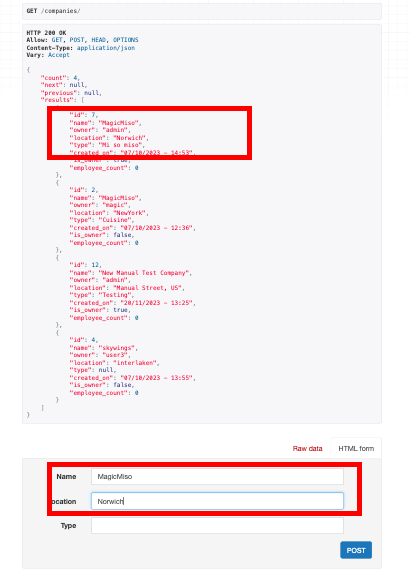 GET /companies/
HTTP 200 OK
Allow: GET, POST, HEAD, OPTIONS
Content-Type: application/json
Vary: Accept
{
"count": 4,
"next": null,
"previous": null,
"results": [
"id": 7,
"name": "MagicMiso",
"owner": "admin",
"location": "Norwich",
"type": "Mi so miso",
"created_on": "07/10/2023 - 14:53",
"is_owner": true,
"employee_count": 0
},
{
"id": 2,
"name": "MagicMiso",
"owner": "magic",
"location": "NewYork",
"type": "Cuisine",
"created_on": "07/10/2023 - 12:36",
"is_owner": false,
"employee_count": 0
},
{
"id": 12,
"name": "New Manual Test Company",
"owner": "admin",
"location": "Manual Street, US",
"type": "Testing",
"created_on": "20/11/2023 - 13:25",
"is_owner": true,
"employee_count": 0
},
{
"id": 4,
"name": "skywings",
"owner": "user3",
"location": "interlaken",
"type": null,
"created_on": "07/10/2023 - 13:55",
"is_owner": false,
"employee_count": 0
}
]
}
Raw data HTML form
Name MagicMiso
ocation Norwich
Type
POST